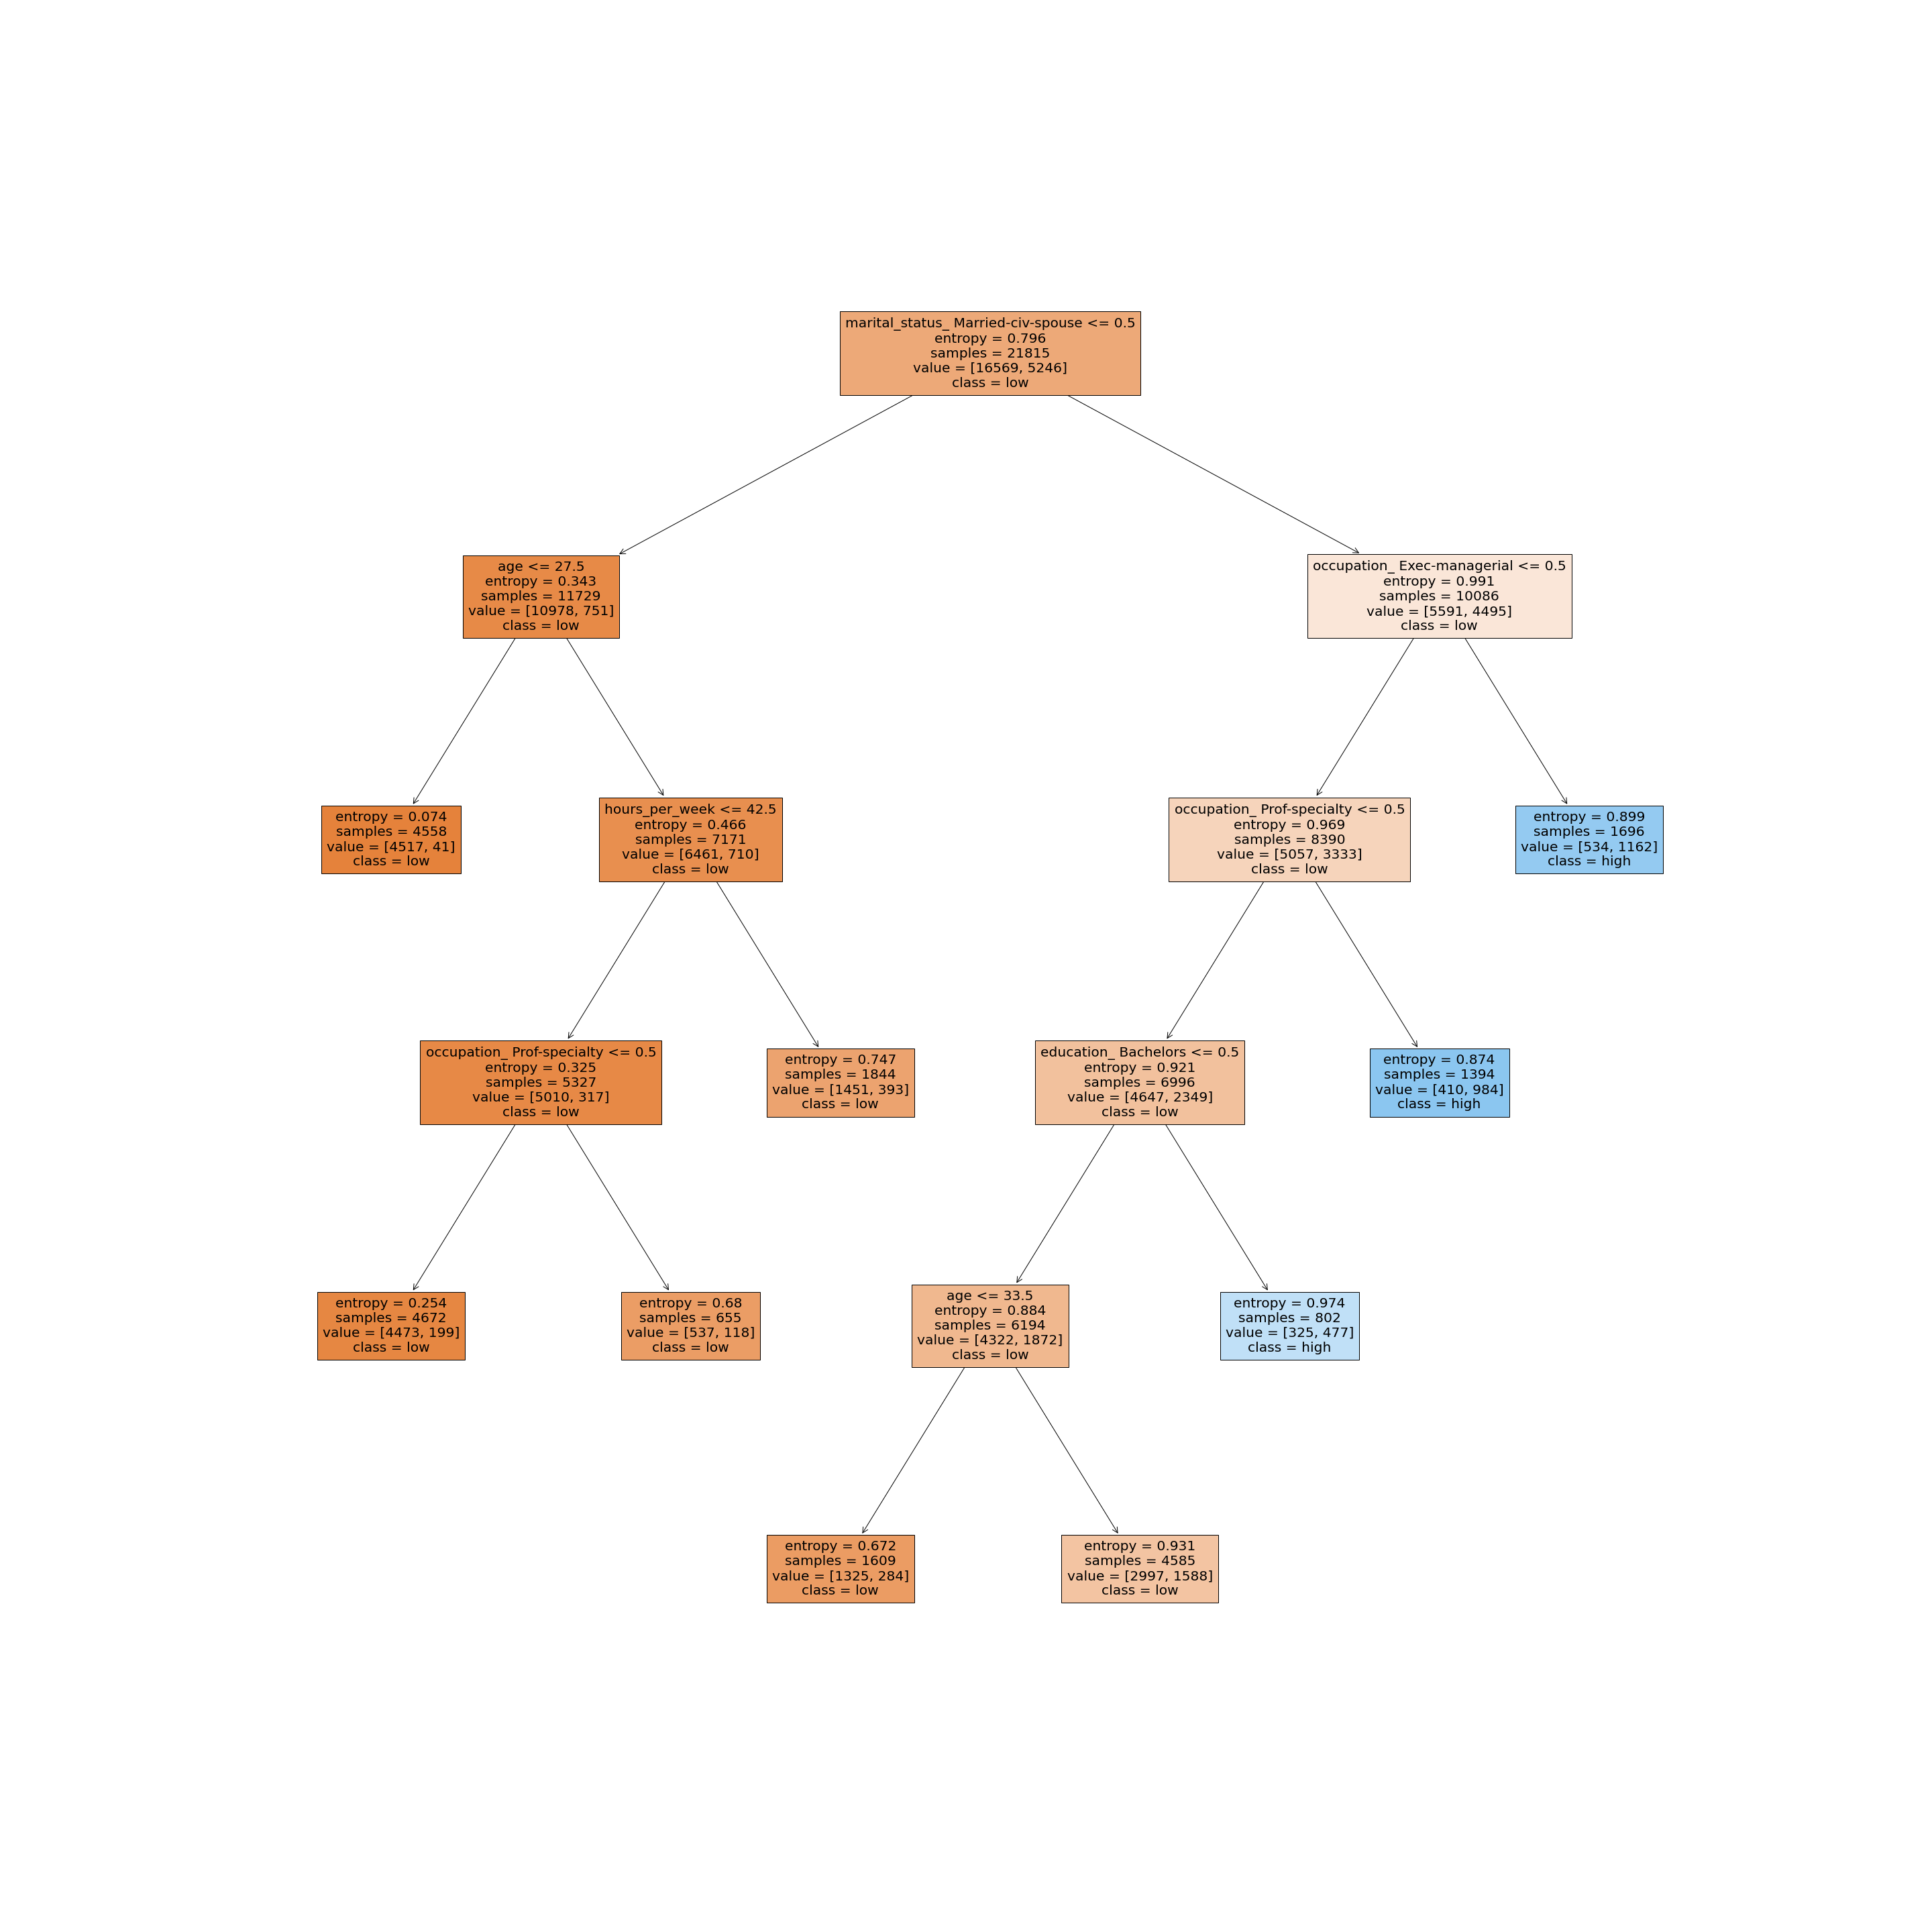 marital_status_ Married-civ-spouse <= 0.5
entropy = 0.796
samples = 21815
value = [16569, 5246]
class = low
age <= 27.5
entropy = 0.343
samples = 11729
value = [10978, 751]
class = low
occupation_ Exec-managerial <= 0.5
entropy = 0.991
samples = 10086
value = [5591, 4495]
class = low
entropy = 0.074
samples = 4558
value = [4517, 41]
class = low
hours_per_week <= 42.5
entropy = 0.466
samples = 7171
value = [6461, 710]
class = low
occupation_ Prof-specialty <= 0.5
entropy = 0.969
samples = 8390
value = [5057, 3333]
class = low
entropy = 0.899
samples = 1696
value = [534, 1162]
class = high
occupation_ Prof-specialty <= 0.5
entropy = 0.325
samples = 5327
value = [5010, 317]
class = low
entropy = 0.747
samples = 1844
value = [1451, 393]
class = low
education_ Bachelors <= 0.5
entropy = 0.921
samples = 6996
value = [4647, 2349]
class = low
entropy = 0.874
samples = 1394
value = [410, 984]
class = high
entropy = 0.254
samples = 4672
value = [4473, 199]
class = low
entropy = 0.68
samples = 655
value = [537, 118]
class = low
age <= 33.5
entropy = 0.884
samples = 6194
value = [4322, 1872]
class = low
entropy = 0.974
samples = 802
value = [325, 477]
class = high
entropy = 0.672
samples = 1609
value = [1325, 284]
class = low
entropy = 0.931
samples = 4585
value = [2997, 1588]
class = low